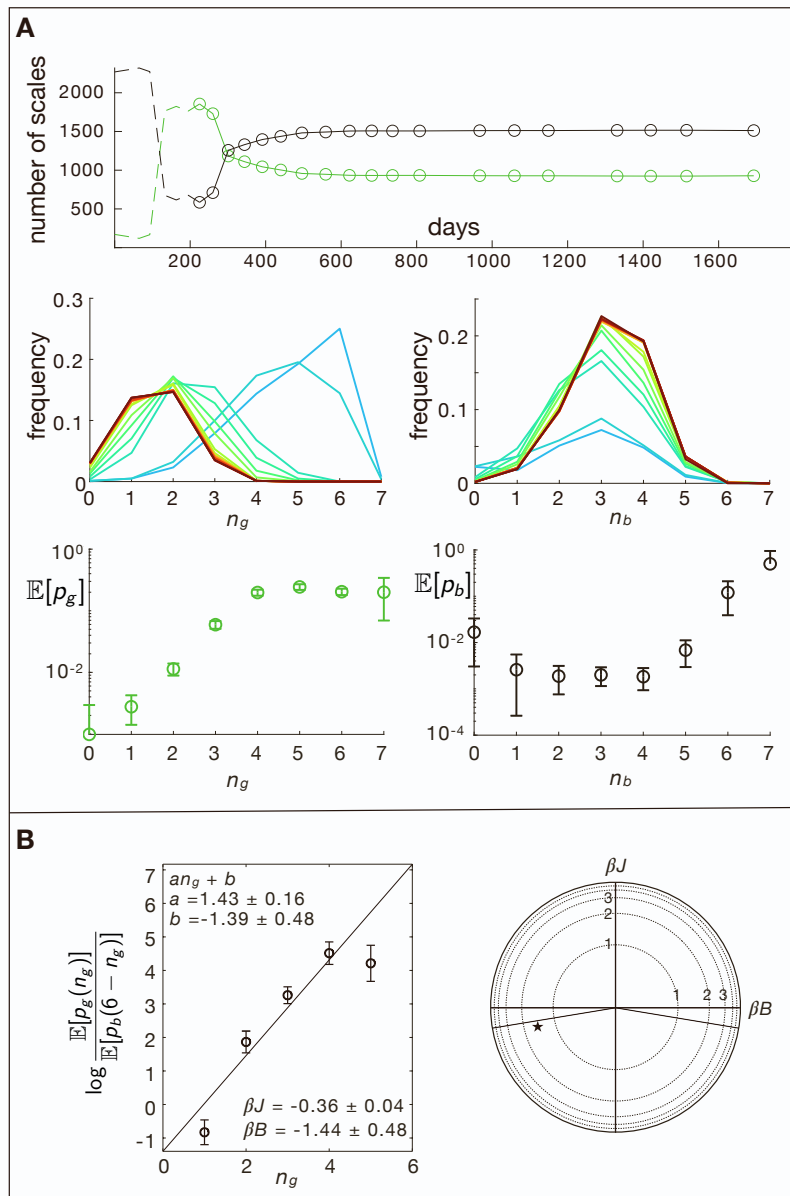 A
number of scales
2000
1500
1000
500
days
200 400 600 800 1000 1200 1400 1600
frequency
0.3
0.2
0.1
0
0 1 2 3 4 5 6 7
n_g
frequency
0.2
0.1
0
0 1 2 3 4 5 6 7
n_b
𝔼[p_g]
10^0
10^-2
0 1 2 3 4 5 6 7
n_g
𝔼[p_b]
10^0
10^-2
10^-4
0 1 2 3 4 5 6 7
n_b
B
log 𝔼[p_g(n_g)] / 𝔼[p_b(6 − n_g)]
7
6
5
4
3
2
1
0
-1
an_g + b
a = 1.43 ± 0.16
b = -1.39 ± 0.48
βJ = -0.36 ± 0.04
βB = -1.44 ± 0.48
0 2 4 6
n_g
βJ
3
2
1
1 2 3
βB